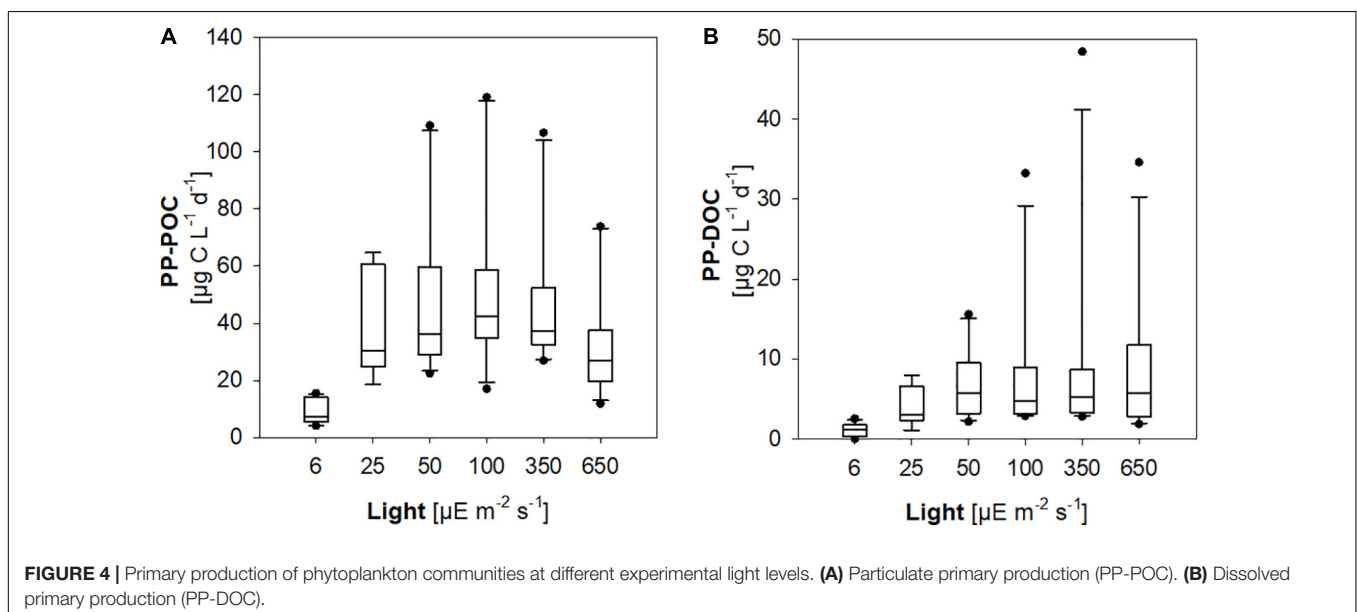 A
PP-POC
[µg C L-1 d-1]
140
120
100
80
60
40
20
0
6 25 50 100 350 650
Light [µE m-2 s-1]
B
PP-DOC
[µg C L-1 d-1]
50
40
30
20
10
0
6 25 50 100 350 650
Light [µE m-2 s-1]
FIGURE 4 | Primary production of phytoplankton communities at different experimental light levels. (A) Particulate primary production (PP-POC). (B) Dissolved
primary production (PP-DOC).